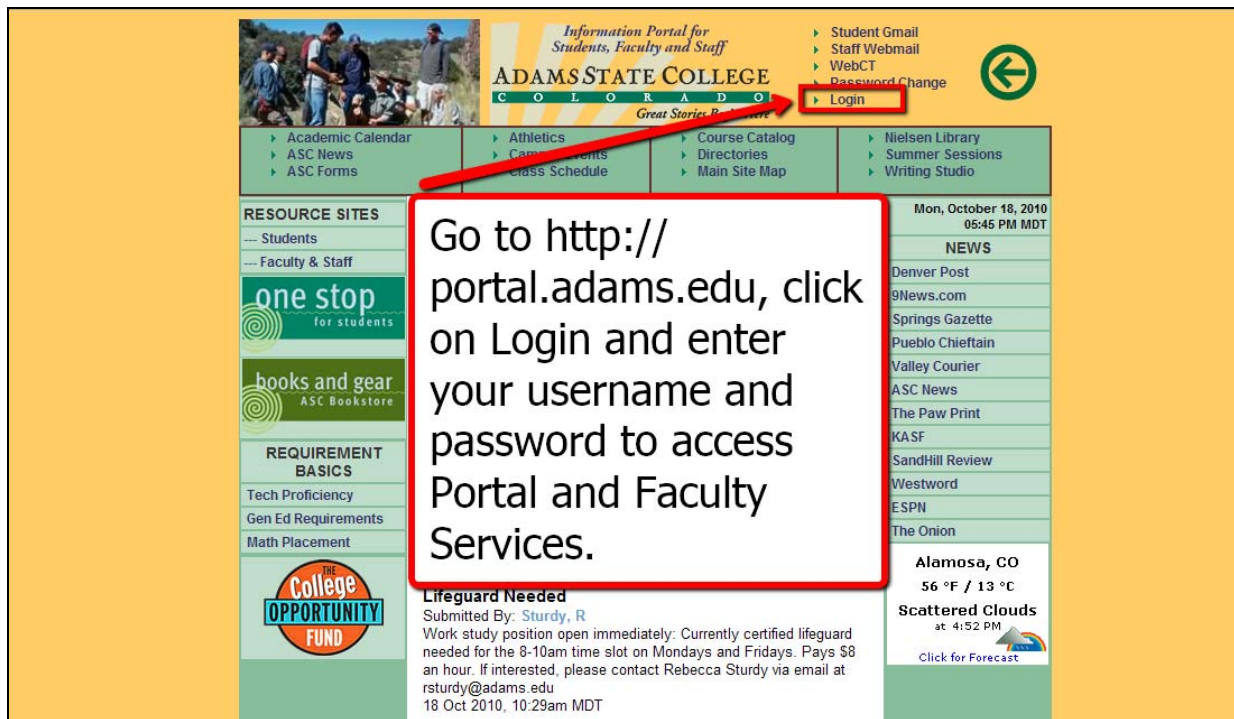 Information Portal for
Students, Faculty and Staff
ADAMS STATE COLLEGE
COLORADO
Great Stories
Student Gmail
Staff Webmail
WebCT
Password Change
Login
Academic Calendar
ASC News
ASC Forms
Athletics
Campus Events
Class Schedule
Course Catalog
Directories
Main Site Map
Nielsen Library
Summer Sessions
Writing Studio
RESOURCE SITES
--- Students
--- Faculty & Staff
one stop
for students
books and gear
ASC Bookstore
REQUIREMENT
BASICS
Tech Proficiency
Gen Ed Requirements
Math Placement
THE
College
OPPORTUNITY
FUND
Go to http://
portal.adams.edu, click
on Login and enter
your username and
password to access
Portal and Faculty
Services.
Lifeguard Needed
Submitted By: Sturdy, R
Work study position open immediately: Currently certified lifeguard
needed for the 8-10am time slot on Mondays and Fridays. Pays $8
an hour. If interested, please contact Rebecca Sturdy via email at
rsturdy@adams.edu
18 Oct 2010, 10:29am MDT
Mon, October 18, 2010
05:45 PM MDT
NEWS
Denver Post
9News.com
Springs Gazette
Pueblo Chieftain
Valley Courier
ASC News
The Paw Print
KASF
SandHill Review
Westword
ESPN
The Onion
Alamosa, CO
56 °F / 13 °C
Scattered Clouds
at 4:52 PM
Click for Forecast